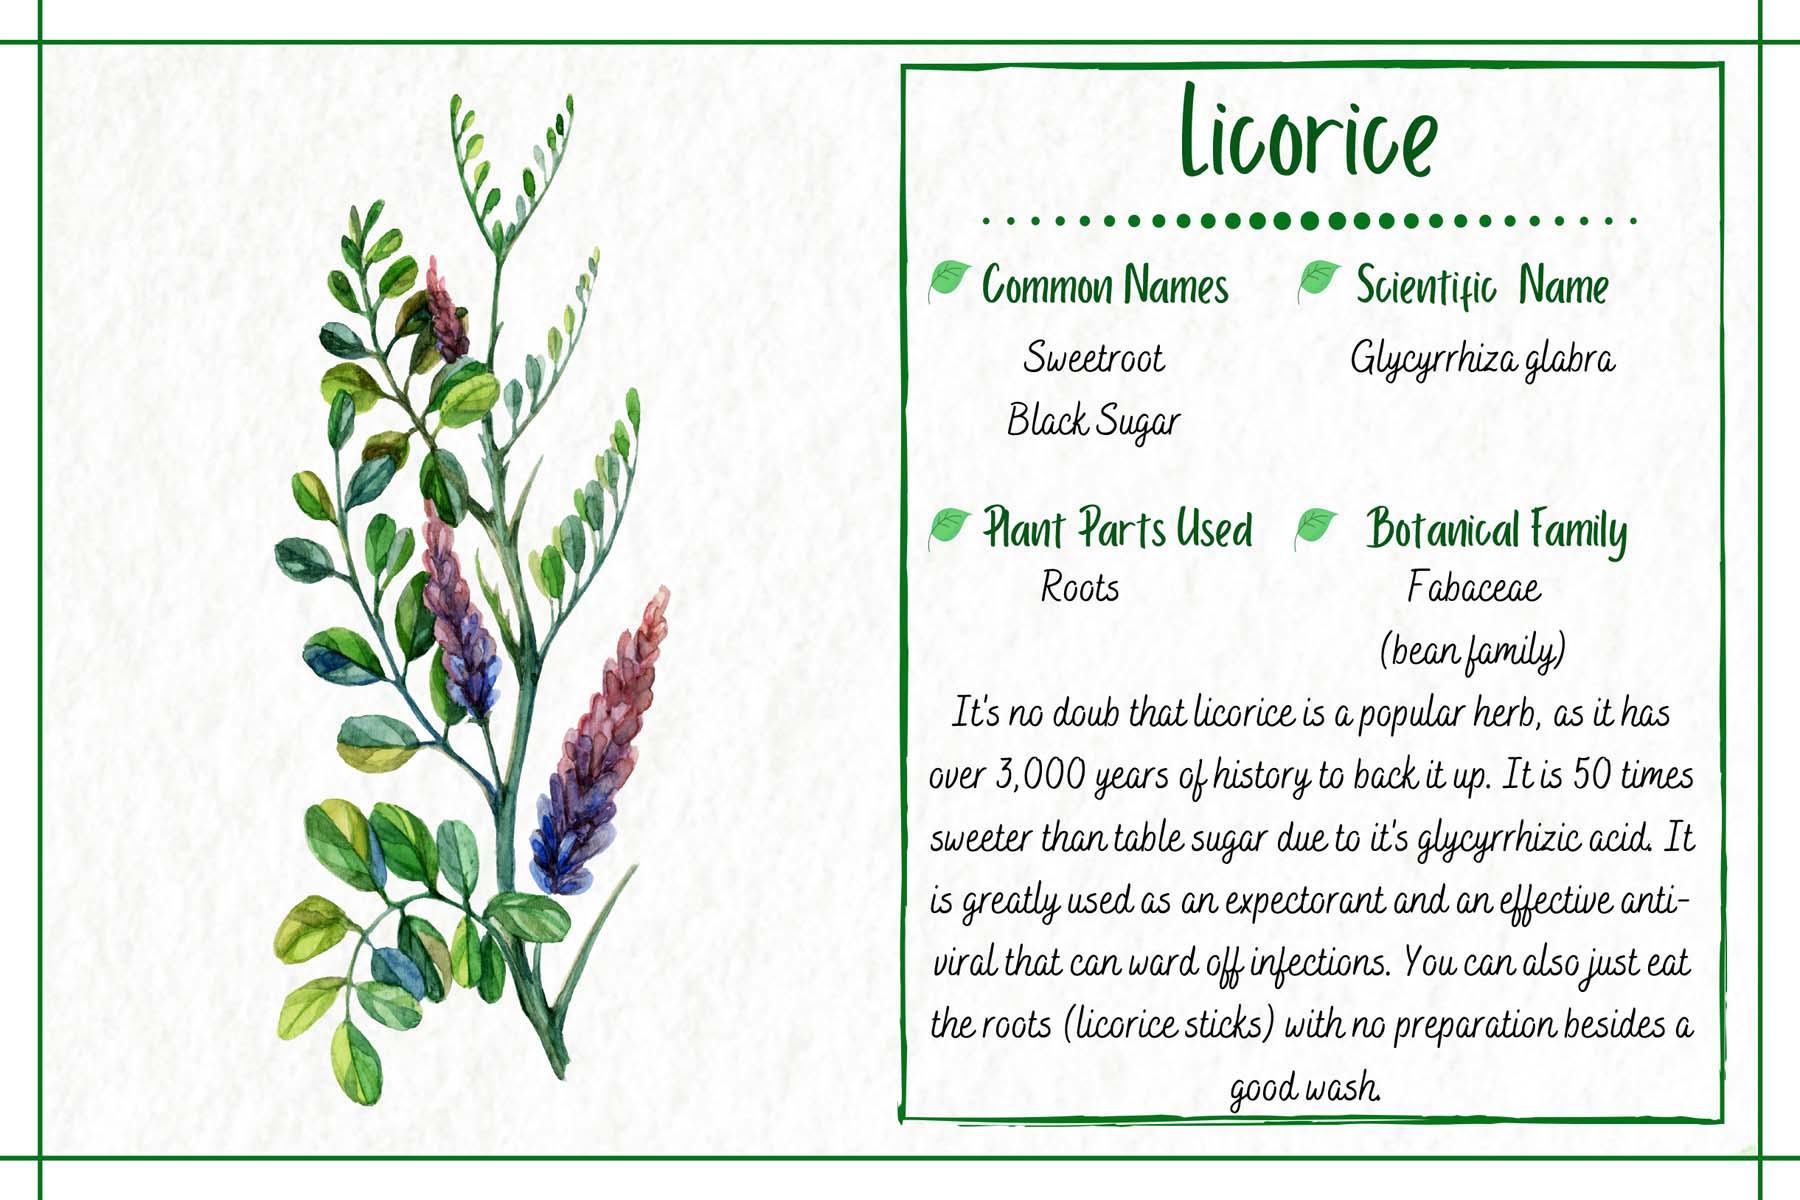 Licorice
Common Names
Sweetroot
Black Sugar
Scientific Name
Glycyrrhiza glabra
Plant Parts Used
Roots
Botanical Family
Fabaceae
(bean family)
It's no doub that licorice is a popular herb, as it has
over 3,000 years of history to back it up. It is 50 times
sweeter than table sugar due to it's glycyrrhizic acid. It
is greatly used as an expectorant and an effective anti-
viral that can ward off infections. You can also just eat
the roots (licorice sticks) with no preparation besides a
good wash.